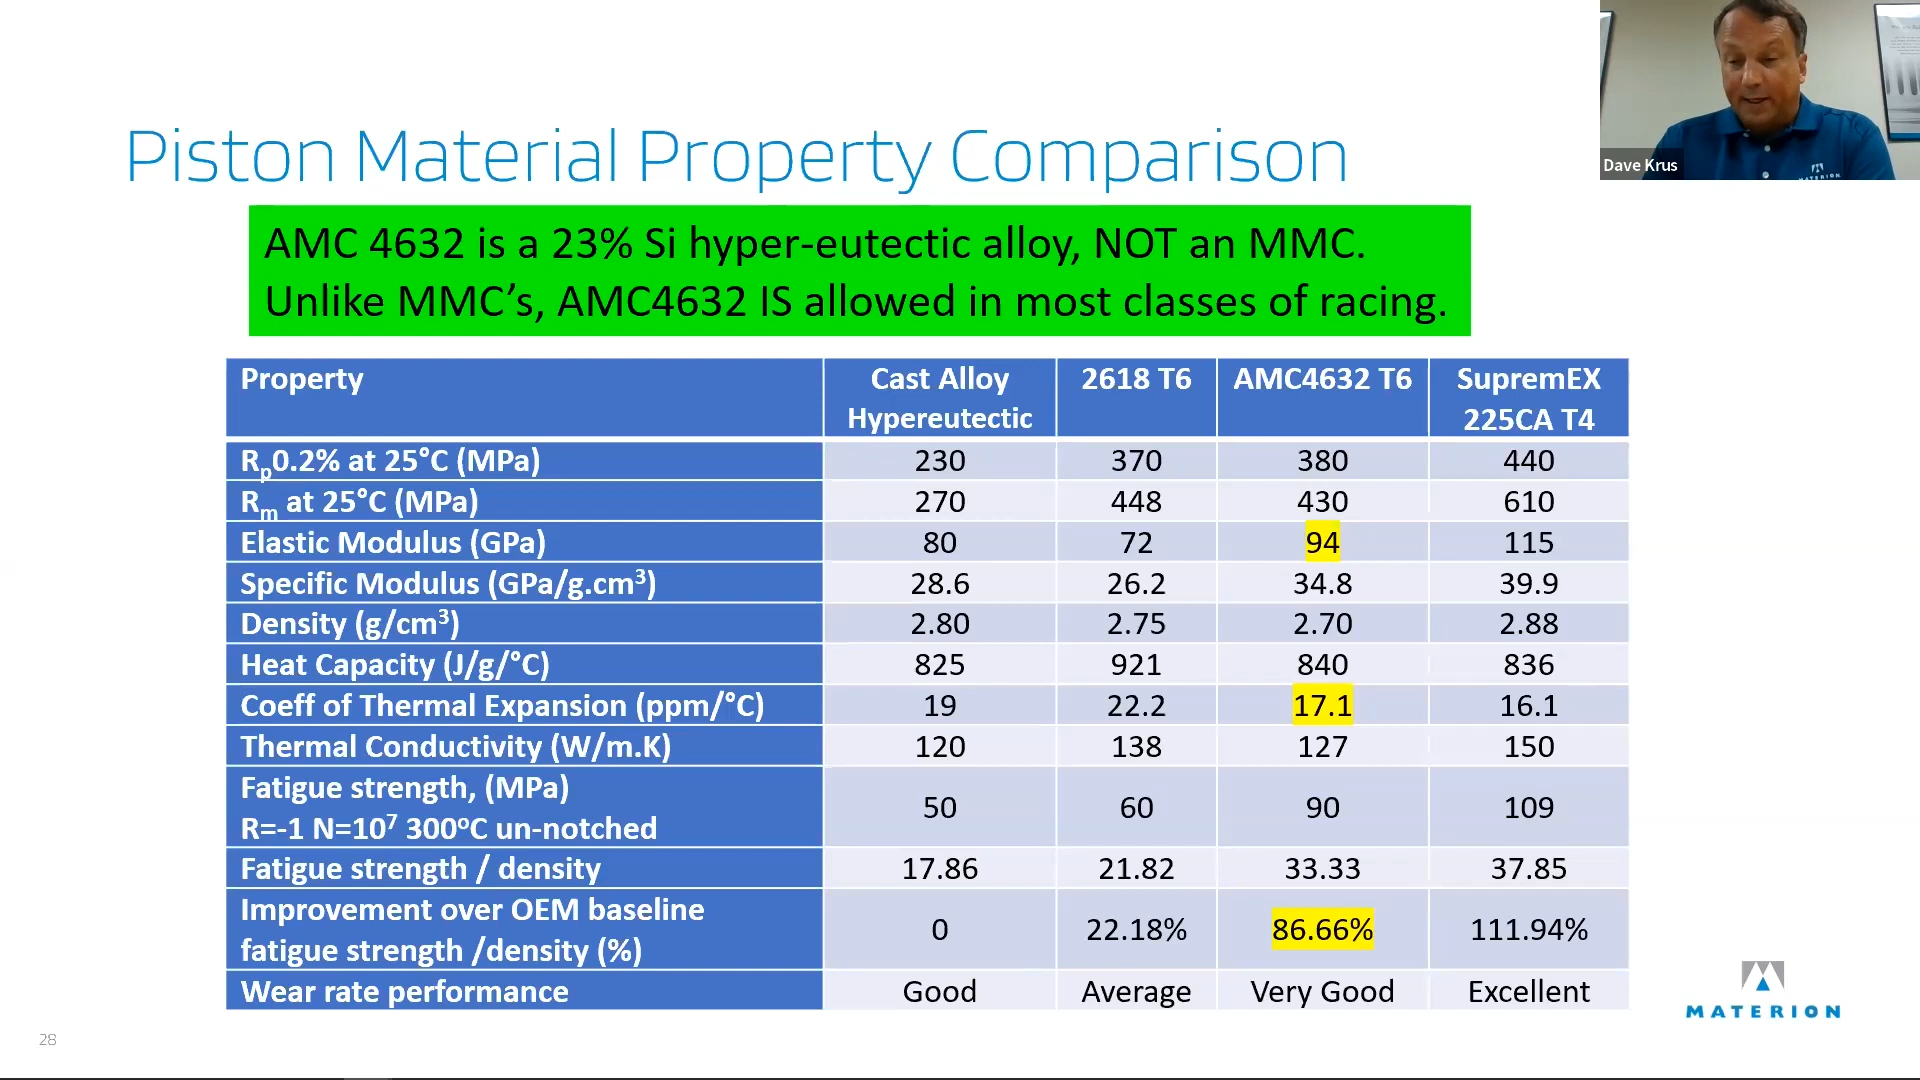 Dave Krus
Piston Material Property Comparison
AMC 4632 is a 23% Si hyper-eutectic alloy, NOT an MMC.
Unlike MMC’s, AMC4632 IS allowed in most classes of racing.
Property Cast Alloy Hypereutectic 2618 T6 AMC4632 T6 SupremEX 225CA T4
Rp0.2% at 25°C (MPa) 230 370 380 440
Rm at 25°C (MPa) 270 448 430 610
Elastic Modulus (GPa) 80 72 94 115
Specific Modulus (GPa/g.cm³) 28.6 26.2 34.8 39.9
Density (g/cm³) 2.80 2.75 2.70 2.88
Heat Capacity (J/g/°C) 825 921 840 836
Coeff of Thermal Expansion (ppm/°C) 19 22.2 17.1 16.1
Thermal Conductivity (W/m.K) 120 138 127 150
Fatigue strength, (MPa)
R=-1 N=10⁷ 300°C un-notched 50 60 90 109
Fatigue strength / density 17.86 21.82 33.33 37.85
Improvement over OEM baseline
fatigue strength /density (%) 0 22.18% 86.66% 111.94%
Wear rate performance Good Average Very Good Excellent
MATERION
28